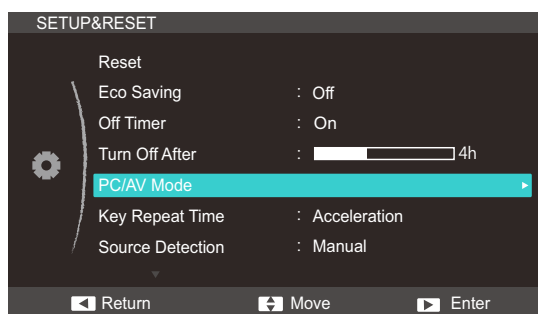 SETUP&RESET
Reset
Eco Saving : Off
Off Timer : On
Turn Off After : 4h
PC/AV Mode
Key Repeat Time : Acceleration
Source Detection : Manual
Return Move Enter